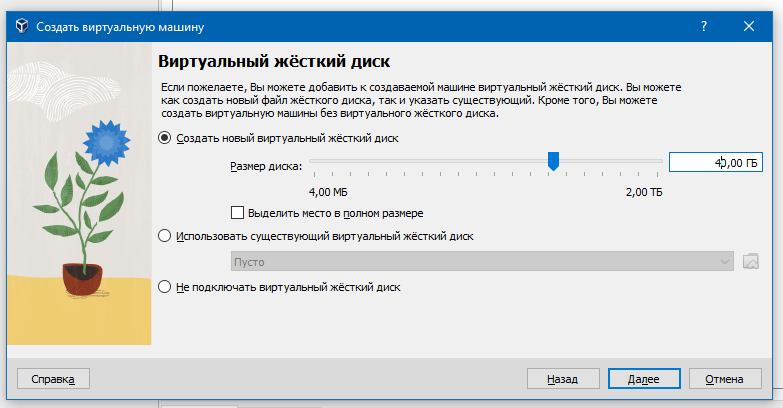 Создать виртуальную машину
Виртуальный жёсткий диск
Если пожелаете, Вы можете добавить к создаваемой машине виртуальный жёсткий диск. Вы можете
как создать новый файл жёсткого диска, так и указать существующий. Кроме того, Вы можете
создать виртуальную машины без виртуального жёсткого диска.
Создать новый виртуальный жёсткий диск
Размер диска:
40,00 ГБ
4,00 МБ
2,00 ТБ
Выделить место в полном размере
Использовать существующий виртуальный жёсткий диск
Пусто
Не подключать виртуальный жёсткий диск
Справка
Назад
Далее
Отмена